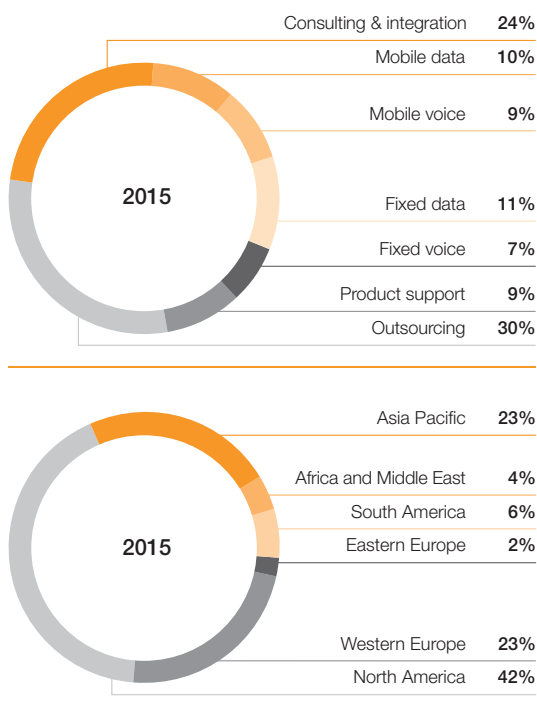 Consulting & integration 24%
Mobile data 10%
Mobile voice 9%
2015
Fixed data 11%
Fixed voice 7%
Product support 9%
Outsourcing 30%
Asia Pacific 23%
Africa and Middle East 4%
South America 6%
Eastern Europe 2%
2015
Western Europe 23%
North America 42%